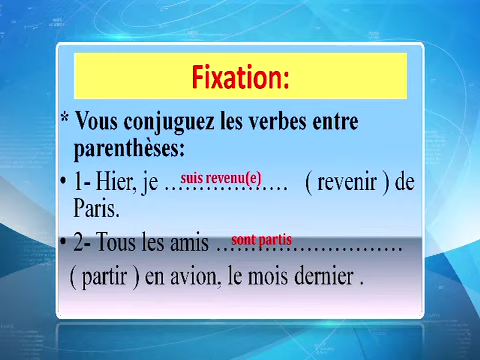 Fixation:
* Vous conjuguez les verbes entre
parenthèses:
• 1- Hier, je ...suis revenu(e)... ( revenir ) de
Paris.
• 2- Tous les amis ...sont partis...
( partir ) en avion, le mois dernier .